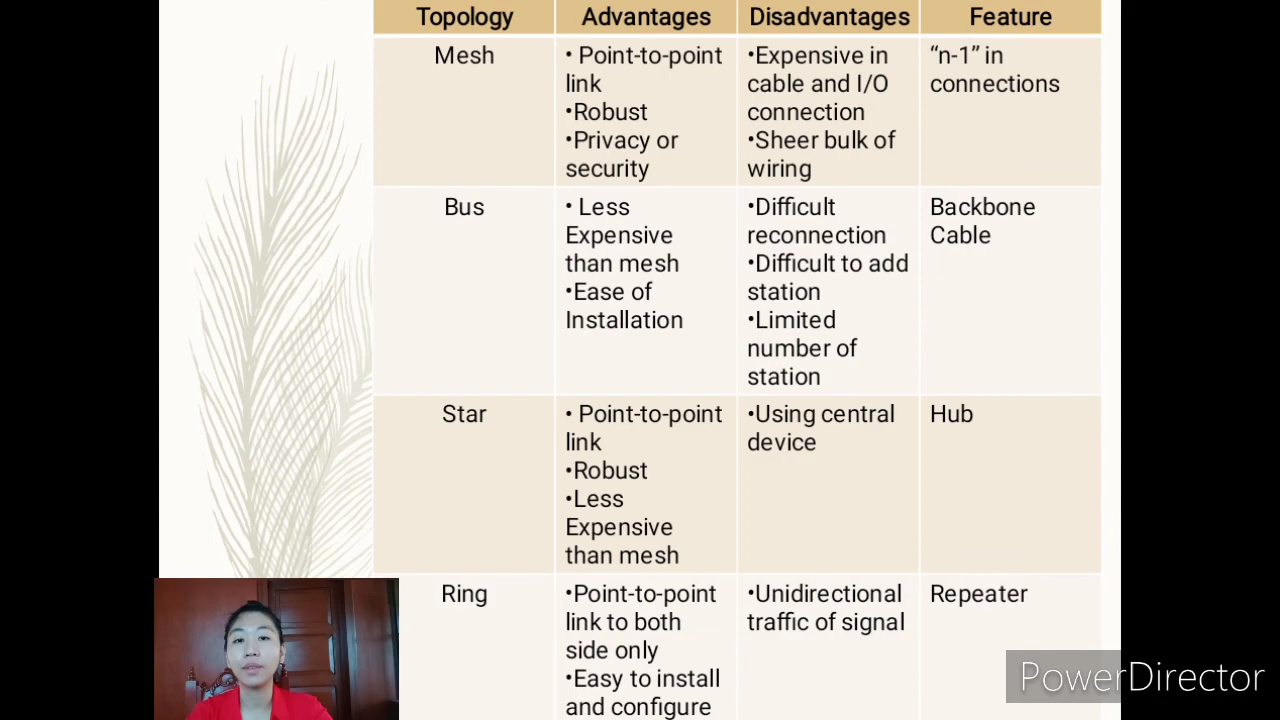 Topology Advantages Disadvantages Feature
Mesh
• Point-to-point
link
•Robust
•Privacy or
security
•Expensive in
cable and I/O
connection
•Sheer bulk of
wiring
“n-1” in
connections
Bus
• Less
Expensive
than mesh
•Ease of
Installation
•Difficult
reconnection
•Difficult to add
station
•Limited
number of
station
Backbone
Cable
Star
• Point-to-point
link
•Robust
•Less
Expensive
than mesh
•Using central
device
Hub
Ring
•Point-to-point
link to both
side only
•Easy to install
and configure
•Unidirectional
traffic of signal
Repeater
PowerDirector